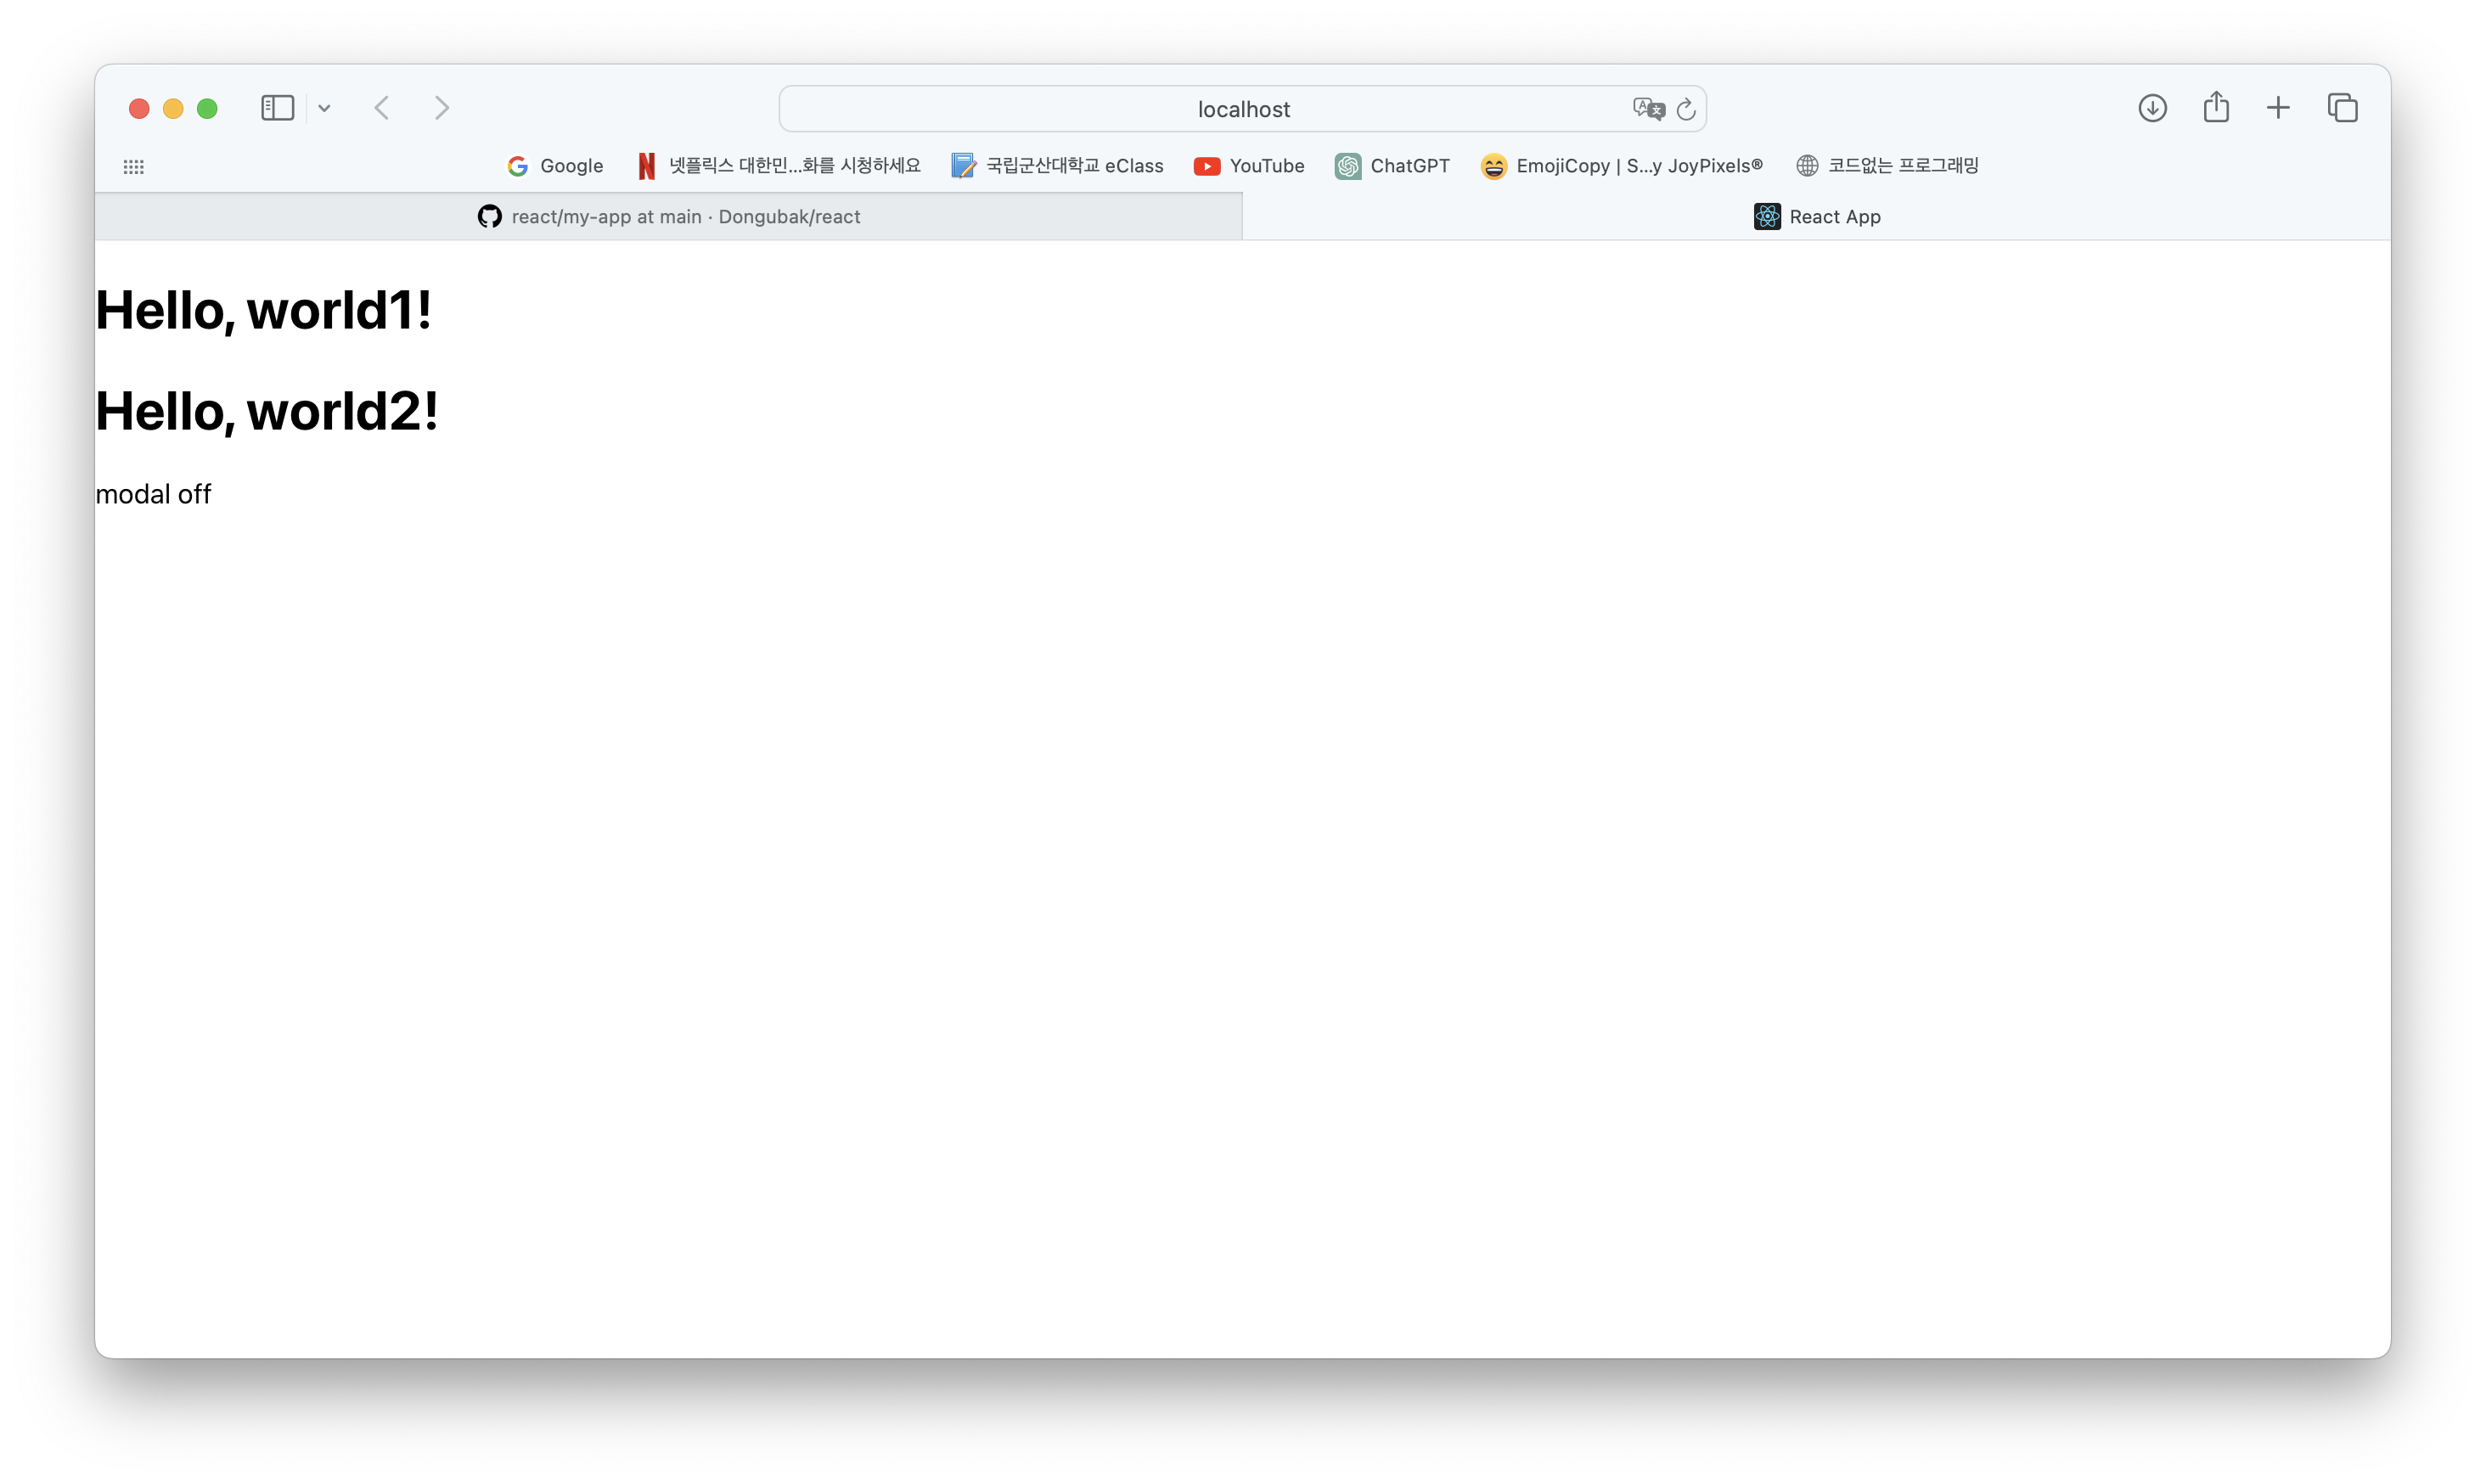 localhost
Google
넷플릭스 대한민...화를 시청하세요
국립군산대학교 eClass
YouTube
ChatGPT
EmojiCopy | S...y JoyPixels®
코드없는 프로그래밍
react/my-app at main · Dongubak/react
React App
Hello, world1!
Hello, world2!
modal off